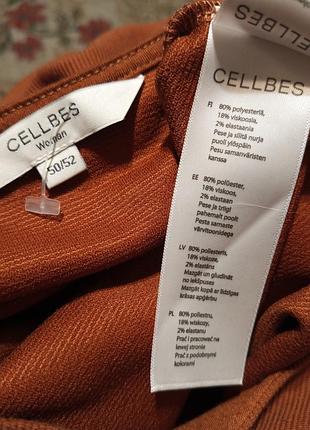 CELLBES
Woman
50/52
CELLBES
CELLBES
FI 80% polyesteriä,
18% viskoosia,
2% elastaania
Pese ja silitä nurja
puoli ylöspäin
Pesu samanväristen
kanssa
EE 80% polüester,
18% viskoos,
2% elastaan
Pese ja triigi
pahemalt poolt
Pesta samaste
värvitoonidega
LV 80% poliesteris,
18% viskoze,
2% elastāns
Mazgāt un gludināt
no iekšpuses
Mazgāt kopā ar līdzīgas
krāsas apģērbu
PL 80% poliestru,
18% wiskozy,
2% elastanu
Prać i prasować na
lewej stronie
Prać z podobnymi
kolorami